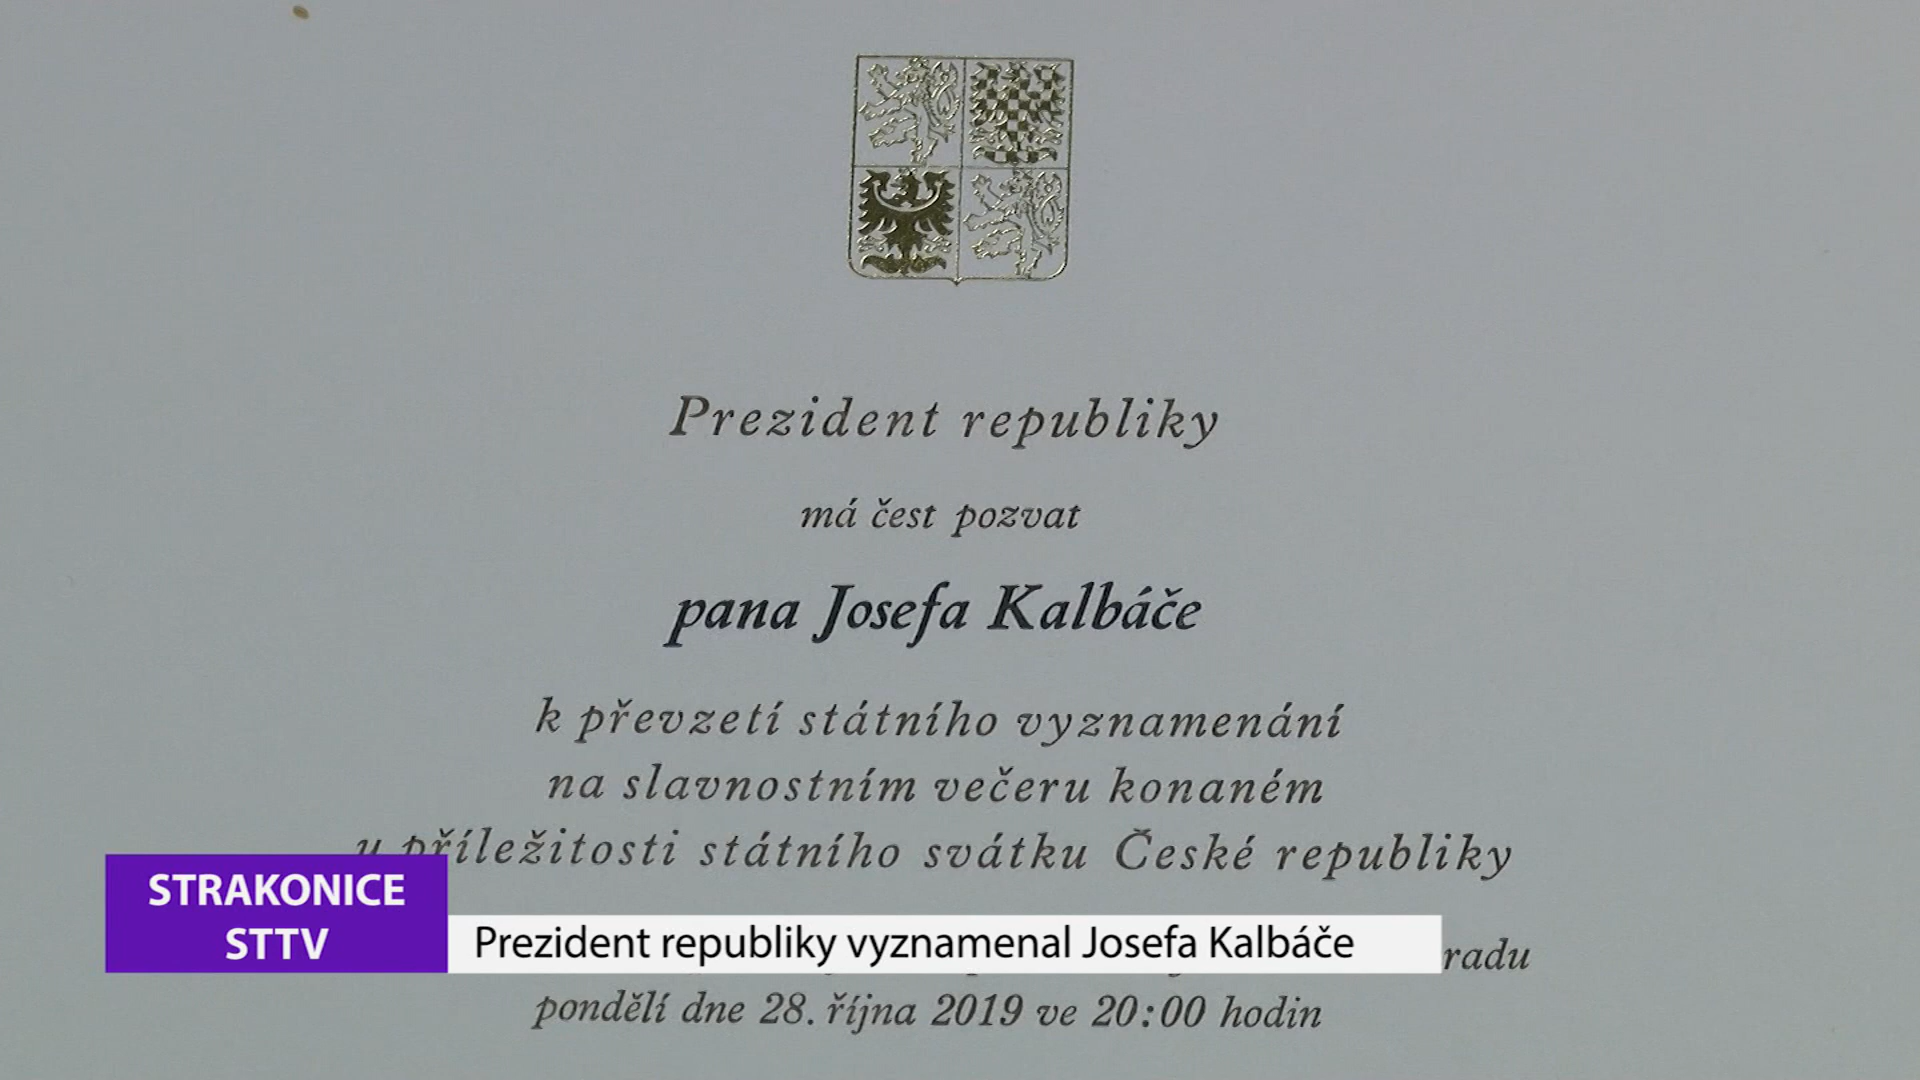 Prezident republiky
má čest pozvat
pana Josefa Kalbáče
k převzetí státního vyznamenání
na slavnostním večeru konaném
u příležitosti státního svátku České republiky
STRAKONICE
STTV
Prezident republiky vyznamenal Josefa Kalbáče
radu
pondělí dne 28. října 2019 ve 20:00 hodin